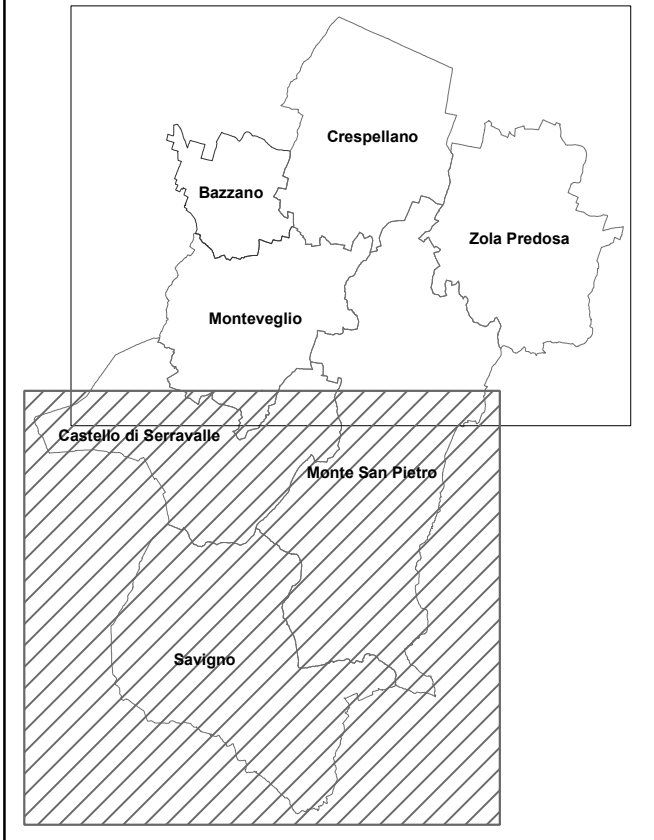 Crespellano
Bazzano
Zola Predosa
Monteveglio
Castello di Serravalle
Monte San Pietro
Savigno